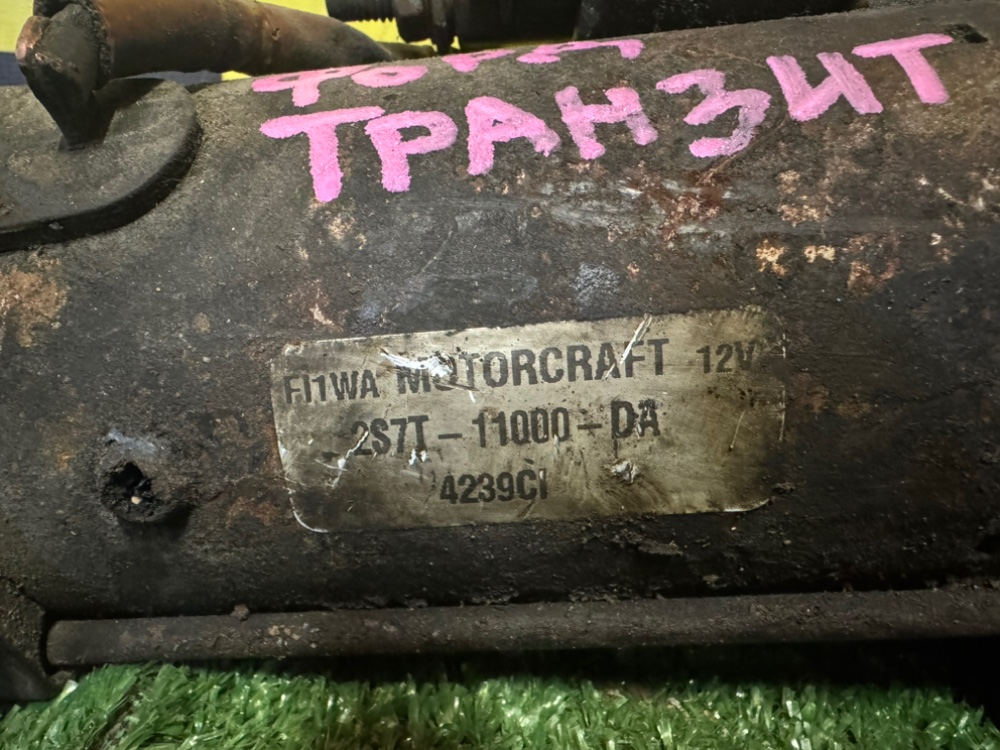 ФОРД
ТРАНЗИТ
FI1WA MOTORCRAFT 12V
2S7T-11000-DA
4239CI